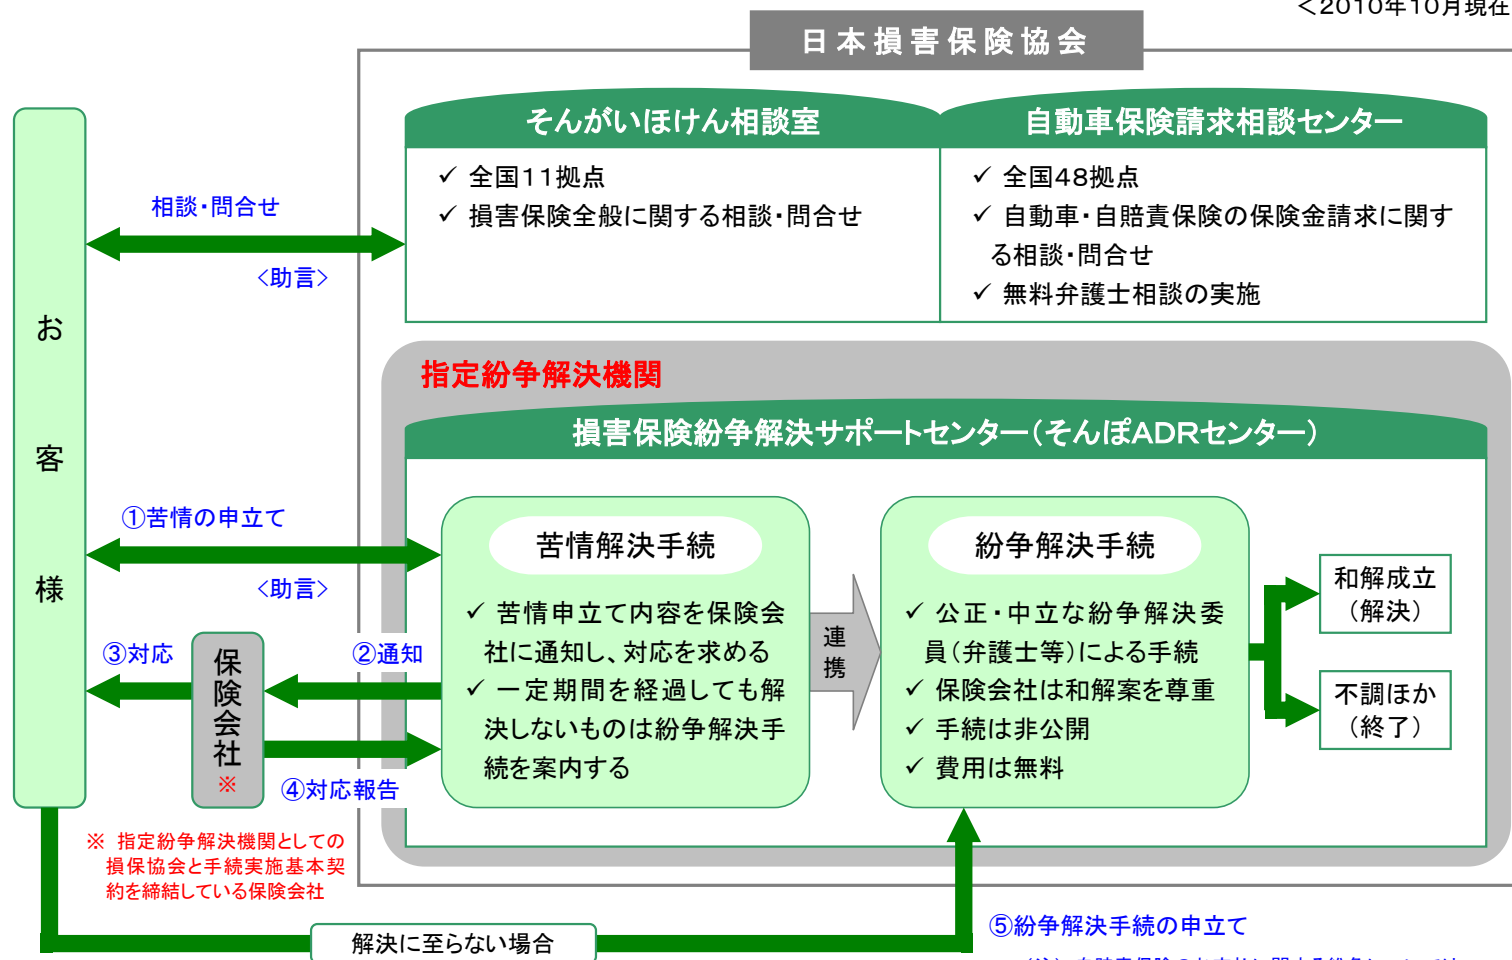 <2010年10月現在
日本損害保険協会
そんがいほけん相談室
✓ 全国11拠点
✓ 損害保険全般に関する相談・問合せ
自動車保険請求相談センター
✓ 全国48拠点
✓ 自動車・自賠責保険の保険金請求に関す
る相談・問合せ
✓ 無料弁護士相談の実施
お客様
相談・問合せ
<助言>
指定紛争解決機関
損害保険紛争解決サポートセンター(そんぽADRセンター)
①苦情の申立て
<助言>
苦情解決手続
✓ 苦情申立て内容を保険会
社に通知し、対応を求める
✓ 一定期間を経過しても解
決しないものは紛争解決手
続を案内する
連携
紛争解決手続
✓ 公正・中立な紛争解決委
員(弁護士等)による手続
✓ 保険会社は和解案を尊重
✓ 手続は非公開
✓ 費用は無料
和解成立
(解決)
不調ほか
(終了)
②通知
③対応
保険会社
※
④対応報告
※ 指定紛争解決機関としての
損保協会と手続実施基本契
約を締結している保険会社
解決に至らない場合
⑤紛争解決手続の申立て